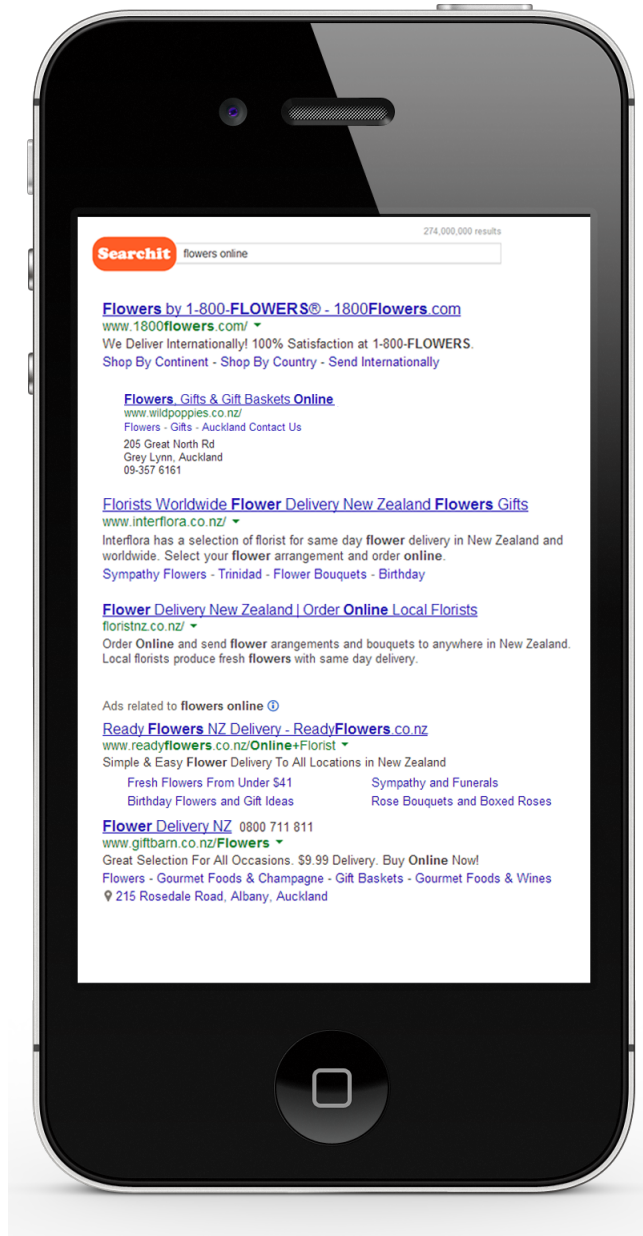 274,000,000 results
Searchit flowers online
Flowers by 1-800-FLOWERS® - 1800Flowers.com
www.1800flowers.com/
We Deliver Internationally! 100% Satisfaction at 1-800-FLOWERS.
Shop By Continent - Shop By Country - Send Internationally
Flowers, Gifts & Gift Baskets Online
www.wildpoppies.co.nz/
Flowers - Gifts - Auckland Contact Us
205 Great North Rd
Grey Lynn, Auckland
09-357 6161
Florists Worldwide Flower Delivery New Zealand Flowers Gifts
www.interflora.co.nz/
Interflora has a selection of florist for same day flower delivery in New Zealand and
worldwide. Select your flower arrangement and order online.
Sympathy Flowers - Trinidad - Flower Bouquets - Birthday
Flower Delivery New Zealand | Order Online Local Florists
floristnz.co.nz/
Order Online and send flower arangements and bouquets to anywhere in New Zealand.
Local florists produce fresh flowers with same day delivery.
Ads related to flowers online
Ready Flowers NZ Delivery - ReadyFlowers.co.nz
www.readyflowers.co.nz/Online+Florist
Simple & Easy Flower Delivery To All Locations in New Zealand
Fresh Flowers From Under $41 Sympathy and Funerals
Birthday Flowers and Gift Ideas Rose Bouquets and Boxed Roses
Flower Delivery NZ 0800 711 811
www.giftbarn.co.nz/Flowers
Great Selection For All Occasions. $9.99 Delivery. Buy Online Now!
Flowers - Gourmet Foods & Champagne - Gift Baskets - Gourmet Foods & Wines
215 Rosedale Road, Albany, Auckland